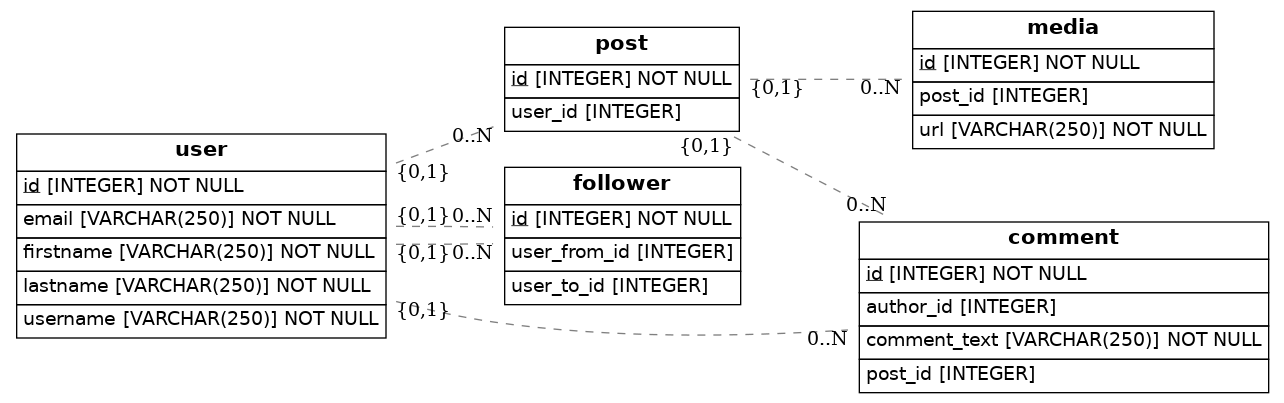 post
id [INTEGER] NOT NULL
user_id [INTEGER]
media
id [INTEGER] NOT NULL
post_id [INTEGER]
url [VARCHAR(250)] NOT NULL
{0,1}
0..N
user
id [INTEGER] NOT NULL
email [VARCHAR(250)] NOT NULL
firstname [VARCHAR(250)] NOT NULL
lastname [VARCHAR(250)] NOT NULL
username [VARCHAR(250)] NOT NULL
0..N
{0,1}
{0,1}
0..N
{0,1}
0..N
{0,1}
0..N
follower
id [INTEGER] NOT NULL
user_from_id [INTEGER]
user_to_id [INTEGER]
{0,1}
0..N
comment
id [INTEGER] NOT NULL
author_id [INTEGER]
comment_text [VARCHAR(250)] NOT NULL
post_id [INTEGER]